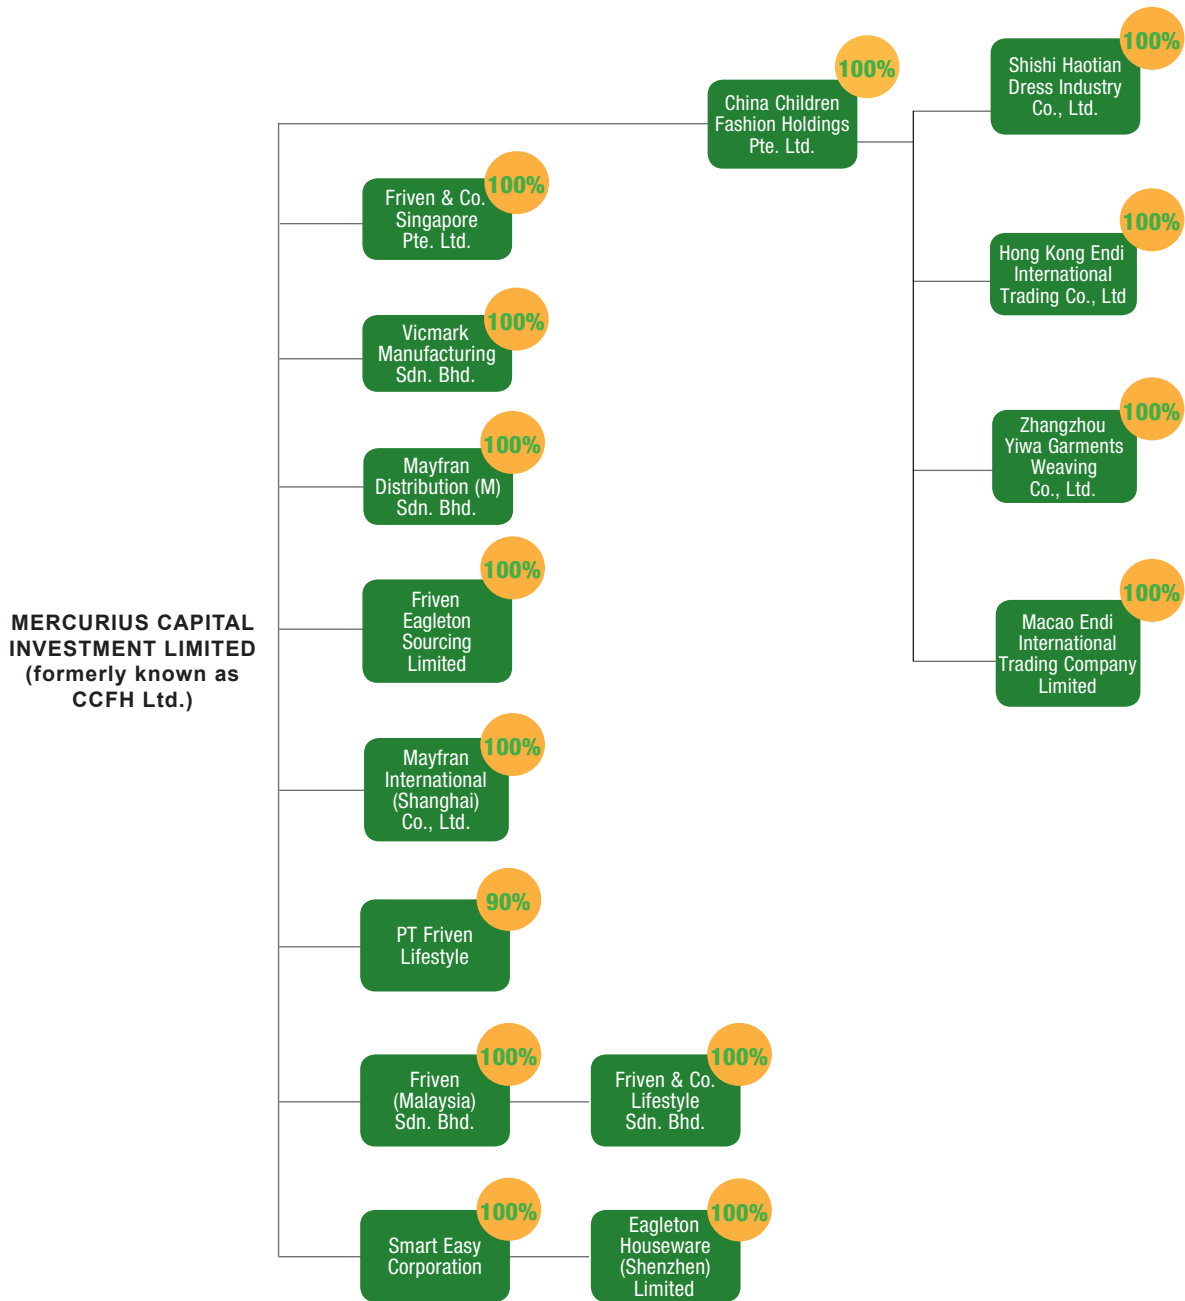 MERCURIUS CAPITAL
INVESTMENT LIMITED
(formerly known as
CCFH Ltd.)
100%
China Children
Fashion Holdings
Pte. Ltd.
100%
Shishi Haotian
Dress Industry
Co., Ltd.
100%
Hong Kong Endi
International
Trading Co., Ltd
100%
Zhangzhou
Yiwa Garments
Weaving
Co., Ltd.
100%
Macao Endi
International
Trading Company
Limited
100%
Friven & Co.
Singapore
Pte. Ltd.
100%
Vicmark
Manufacturing
Sdn. Bhd.
100%
Mayfran
Distribution (M)
Sdn. Bhd.
100%
Friven
Eagleton
Sourcing
Limited
100%
Mayfran
International
(Shanghai)
Co., Ltd.
90%
PT Friven
Lifestyle
100%
Friven
(Malaysia)
Sdn. Bhd.
100%
Friven & Co.
Lifestyle
Sdn. Bhd.
100%
Smart Easy
Corporation
100%
Eagleton
Houseware
(Shenzhen)
Limited